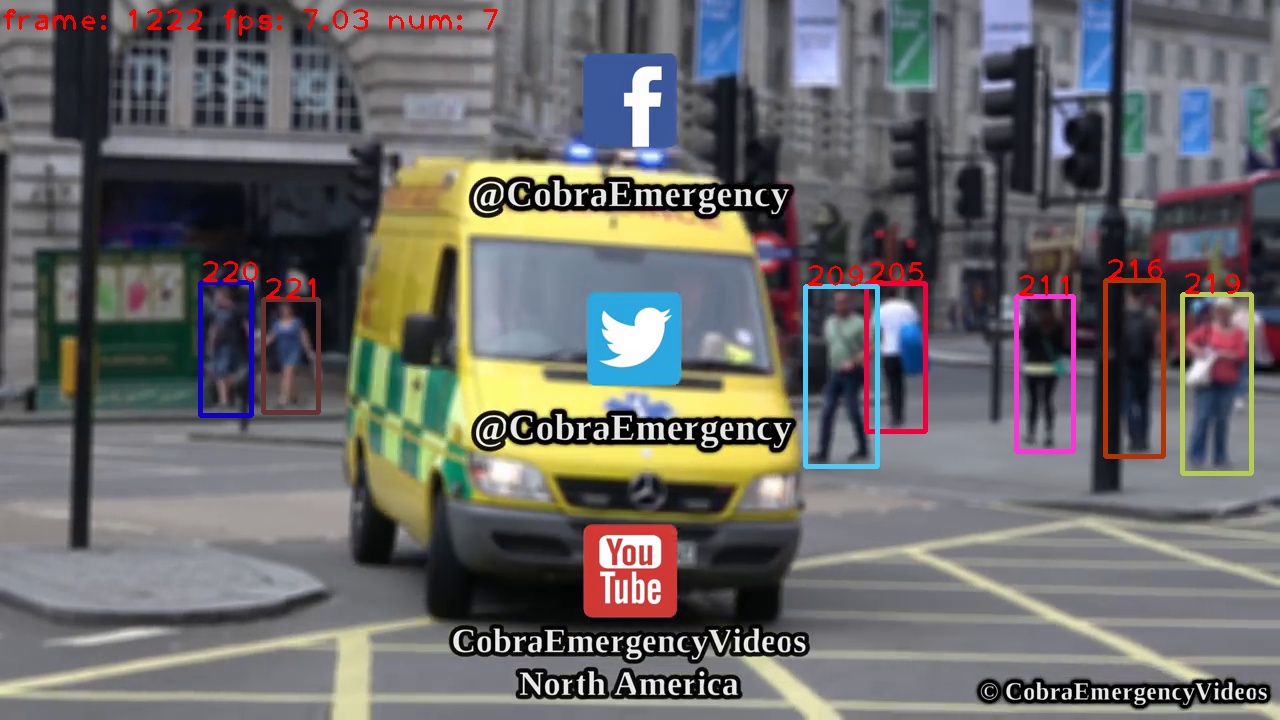 frame: 1222 fps: 7.03 num: 7
f
@CobraEmergency
220
221
209
205
211
216
219
@CobraEmergency
You
Tube
CobraEmergencyVideos
North America
© CobraEmergencyVideos